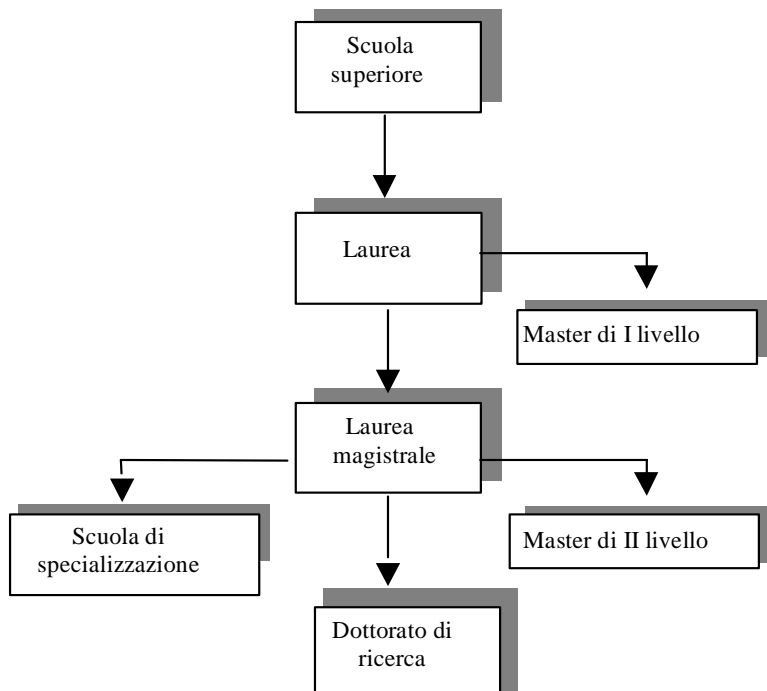 Scuola
superiore
Laurea
Master di I livello
Laurea
magistrale
Scuola di
specializzazione
Master di II livello
Dottorato di
ricerca